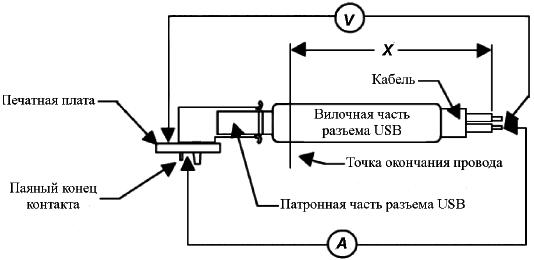 V
X
Кабель
Печатная плата
Вилочная часть
разъема USB
Точка окончания провода
Паяный конец
контакта
Патронная часть разъема USB
A